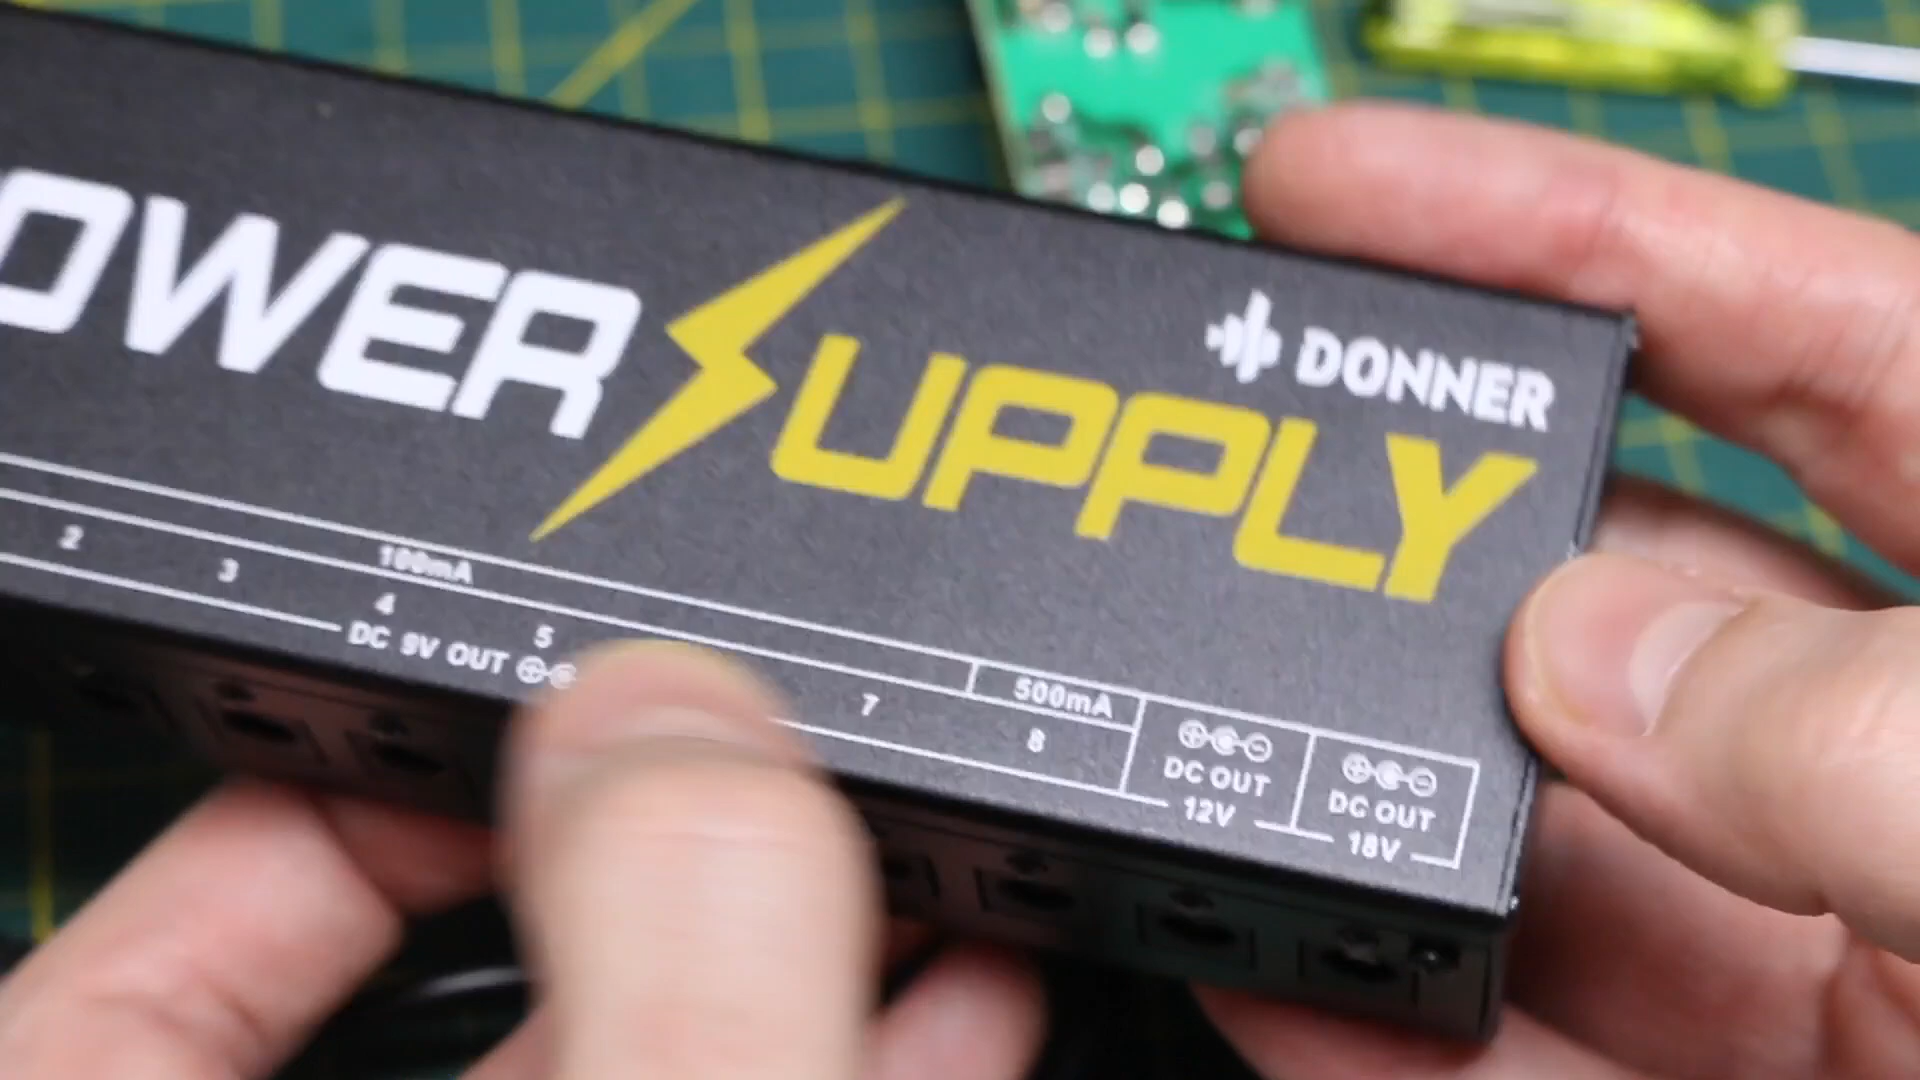 DONNER
OWER SUPPLY
100mA
500mA
2 3 4 5 7 8
DC 9V OUT
DC OUT
12V
DC OUT
18V